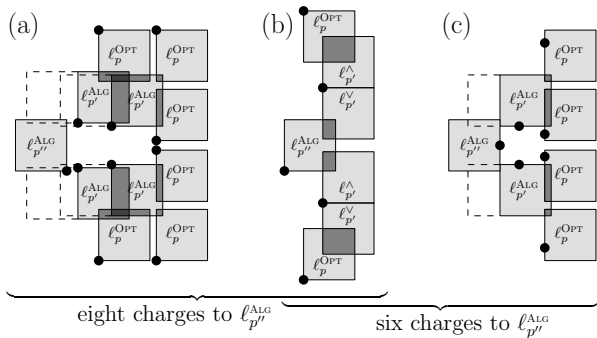 (a)
ℓ_p^OPT ℓ_p^OPT
ℓ_{p'}^ALG ℓ_{p'}^ALG ℓ_p^OPT
ℓ_{p''}^ALG
ℓ_{p'}^ALG ℓ_{p'}^ALG ℓ_p^OPT
ℓ_p^OPT ℓ_p^OPT
(b)
ℓ_p^OPT
ℓ_{p'}^∧
ℓ_{p'}^∨
ℓ_{p''}^ALG
ℓ_{p'}^∧
ℓ_{p'}^∨
ℓ_p^OPT
(c)
ℓ_p^OPT
ℓ_{p'}^ALG ℓ_p^OPT
ℓ_{p''}^ALG
ℓ_{p'}^ALG ℓ_p^OPT
ℓ_p^OPT
eight charges to ℓ_{p''}^ALG
six charges to ℓ_{p''}^ALG